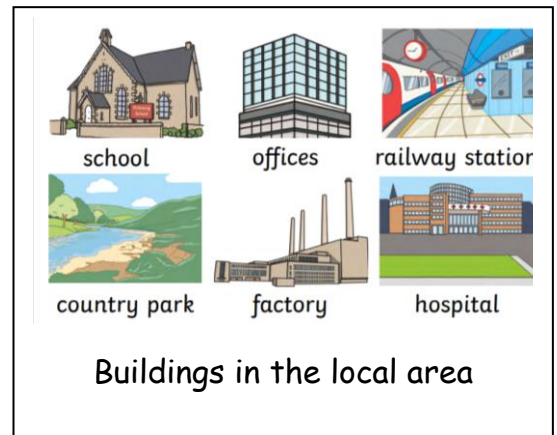 school offices railway station
country park factory hospital
Buildings in the local area